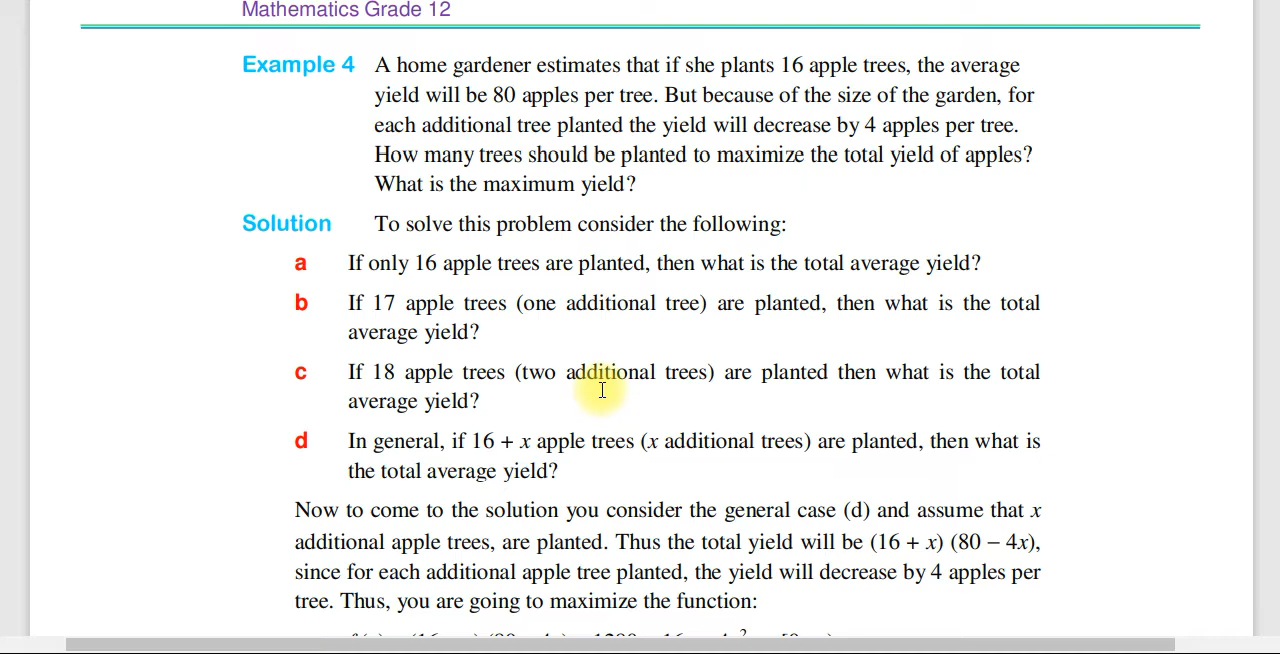 Mathematics Grade 12
Example 4 A home gardener estimates that if she plants 16 apple trees, the average
yield will be 80 apples per tree. But because of the size of the garden, for
each additional tree planted the yield will decrease by 4 apples per tree.
How many trees should be planted to maximize the total yield of apples?
What is the maximum yield?
Solution To solve this problem consider the following:
a If only 16 apple trees are planted, then what is the total average yield?
b If 17 apple trees (one additional tree) are planted, then what is the total
average yield?
c If 18 apple trees (two additional trees) are planted then what is the total
average yield?
d In general, if 16 + x apple trees (x additional trees) are planted, then what is
the total average yield?
Now to come to the solution you consider the general case (d) and assume that x
additional apple trees, are planted. Thus the total yield will be (16 + x) (80 − 4x),
since for each additional apple tree planted, the yield will decrease by 4 apples per
tree. Thus, you are going to maximize the function: